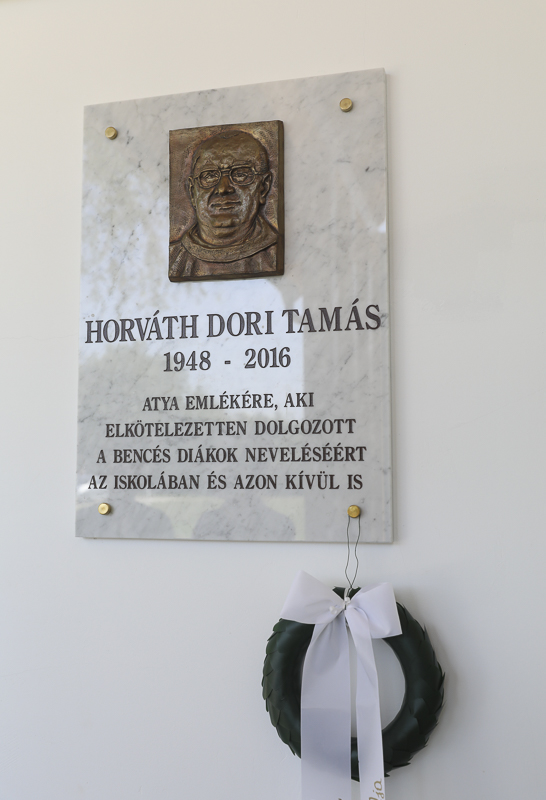 HORVÁTH DORI TAMÁS
1948 - 2016
ATYA EMLÉKÉRE, AKI
ELKÖTELEZETTEN DOLGOZOTT
A BENCÉS DIÁKOK NEVELÉSÉÉRT
AZ ISKOLÁBAN ÉS AZON KÍVÜL IS